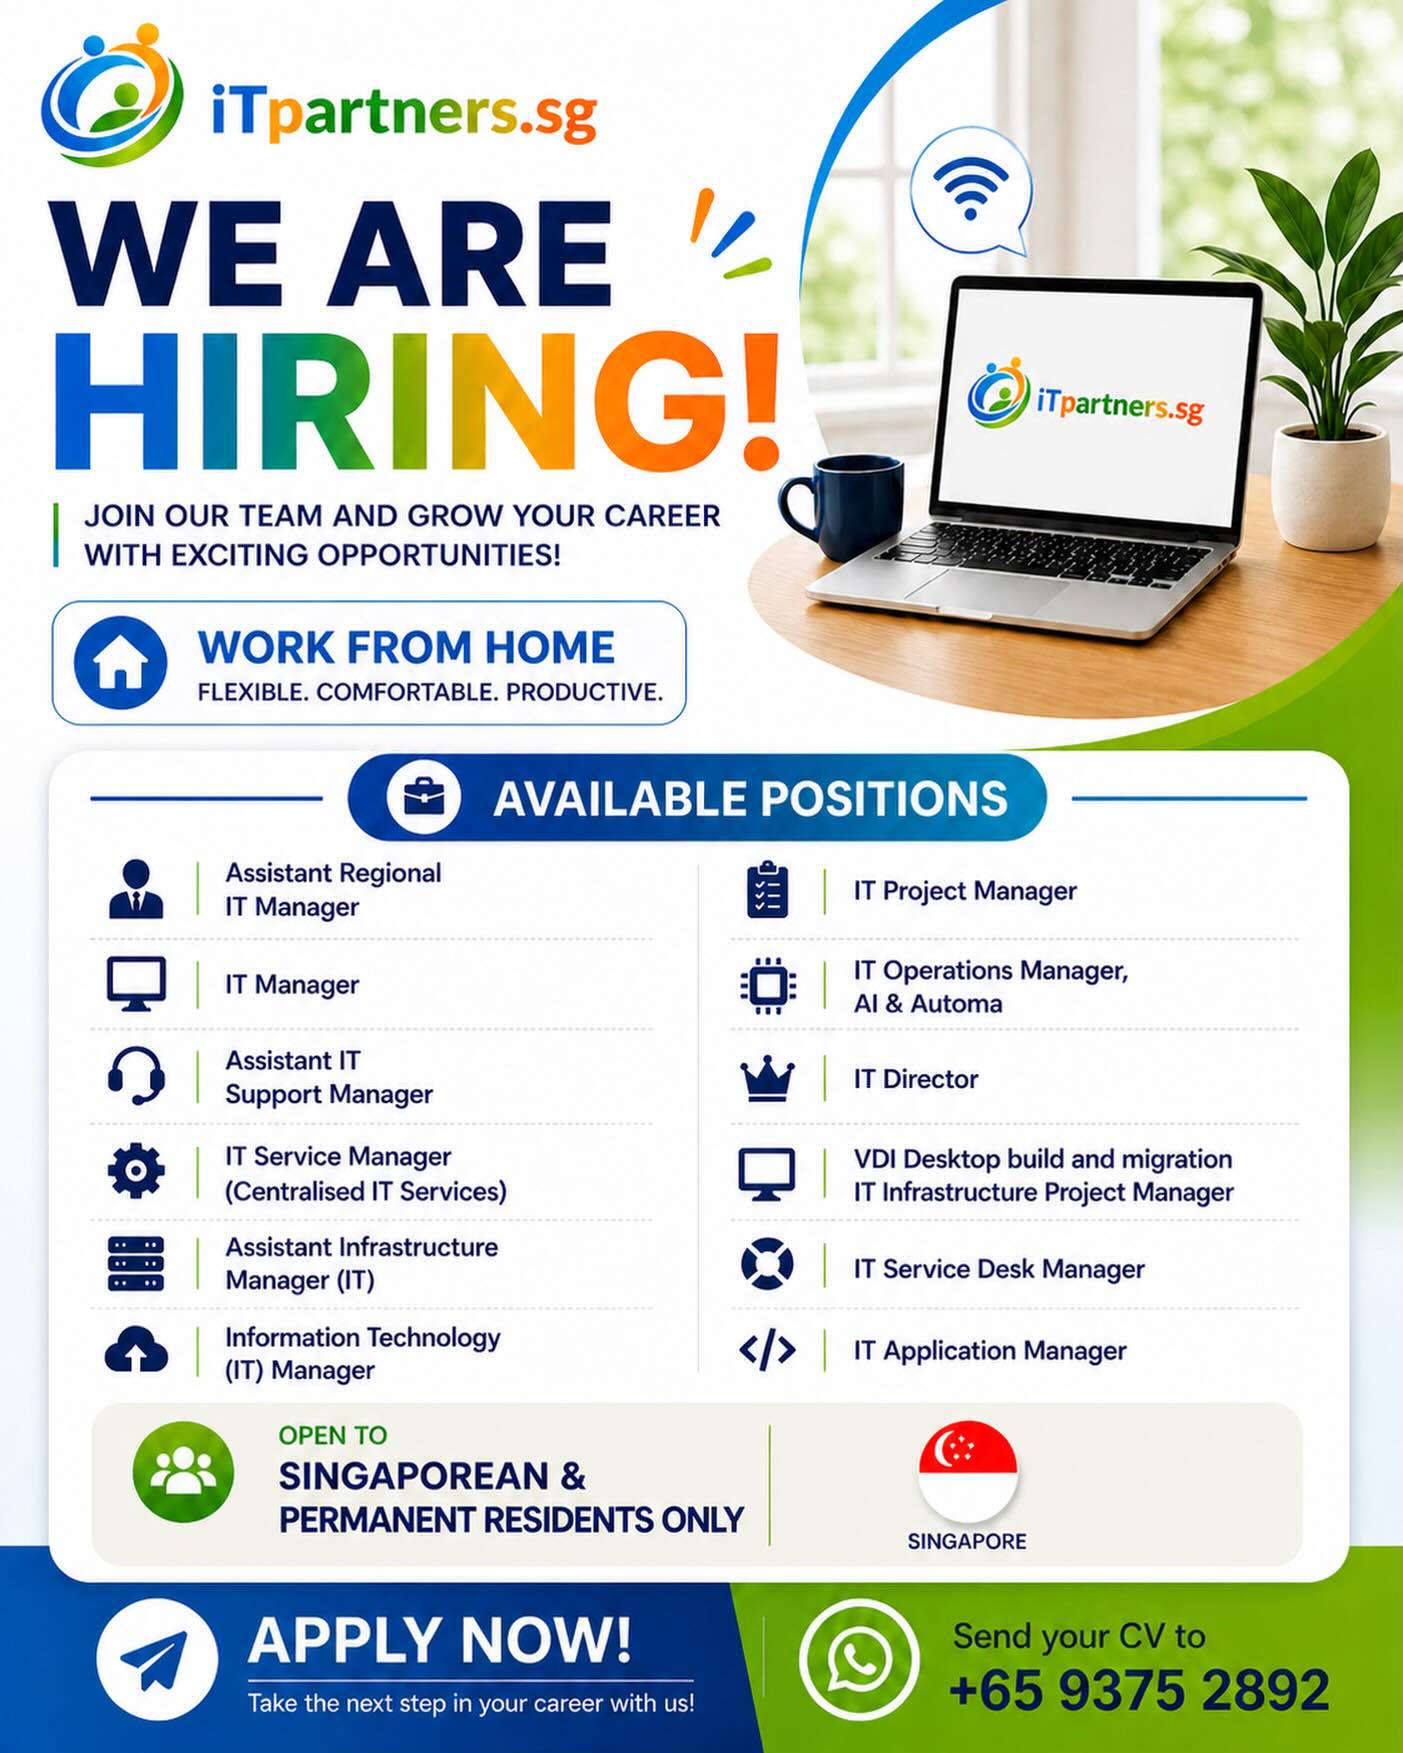 iTpartners.sg
WE ARE
HIRING!
JOIN OUR TEAM AND GROW YOUR CAREER
WITH EXCITING OPPORTUNITIES!
WORK FROM HOME
FLEXIBLE. COMFORTABLE. PRODUCTIVE.
iTpartners.sg
AVAILABLE POSITIONS
Assistant Regional
IT Manager
IT Manager
Assistant IT
Support Manager
IT Service Manager
(Centralised IT Services)
Assistant Infrastructure
Manager (IT)
Information Technology
(IT) Manager
IT Project Manager
IT Operations Manager,
AI & Automa
IT Director
VDI Desktop build and migration
IT Infrastructure Project Manager
IT Service Desk Manager
IT Application Manager
OPEN TO
SINGAPOREAN &
PERMANENT RESIDENTS ONLY
SINGAPORE
APPLY NOW!
Take the next step in your career with us!
Send your CV to
+65 9375 2892